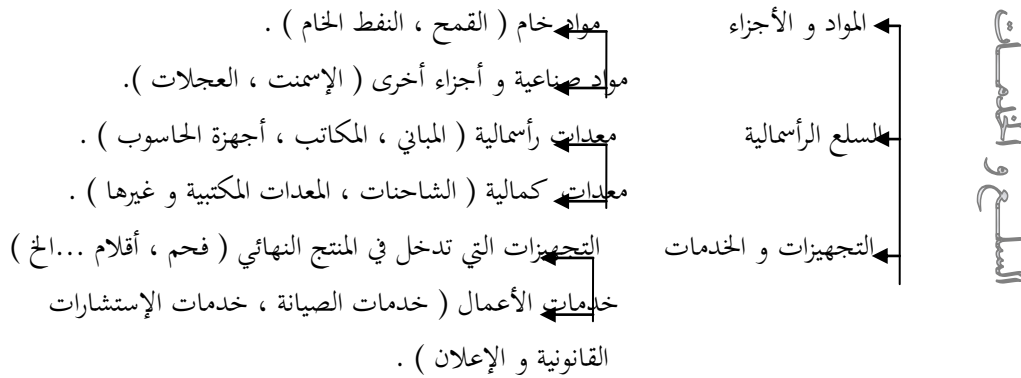 السلـــع و الخدمـــات
المواد و الأجزاء
مواد خام ( القمح ، النفط الخام ) .
مواد صناعية و أجزاء أخرى ( الإسمنت ، العجلات ).
السلع الرأسمالية
معدات رأسمالية ( المباني ، المكاتب ، أجهزة الحاسوب ) .
معدات كمالية ( الشاحنات ، المعدات المكتبية و غيرها ) .
التجهيزات و الخدمات
التجهيزات التي تدخل في المنتج النهائي ( فحم ، أقلام ...الخ )
خدمات الأعمال ( خدمات الصيانة ، خدمات الإستشارات
القانونية و الإعلان ) .